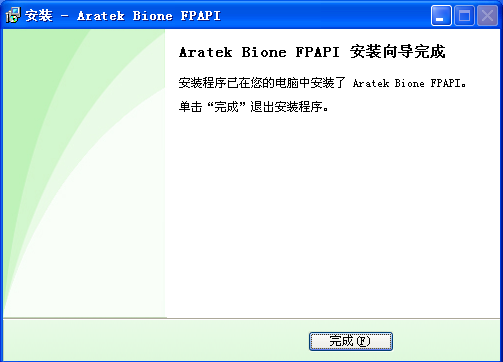 安装 - Aratek Bione FPAPI
Aratek Bione FPAPI 安装向导完成
安装程序已在您的电脑中安装了 Aratek Bione FPAPI。
单击“完成”退出安装程序。
完成(F)